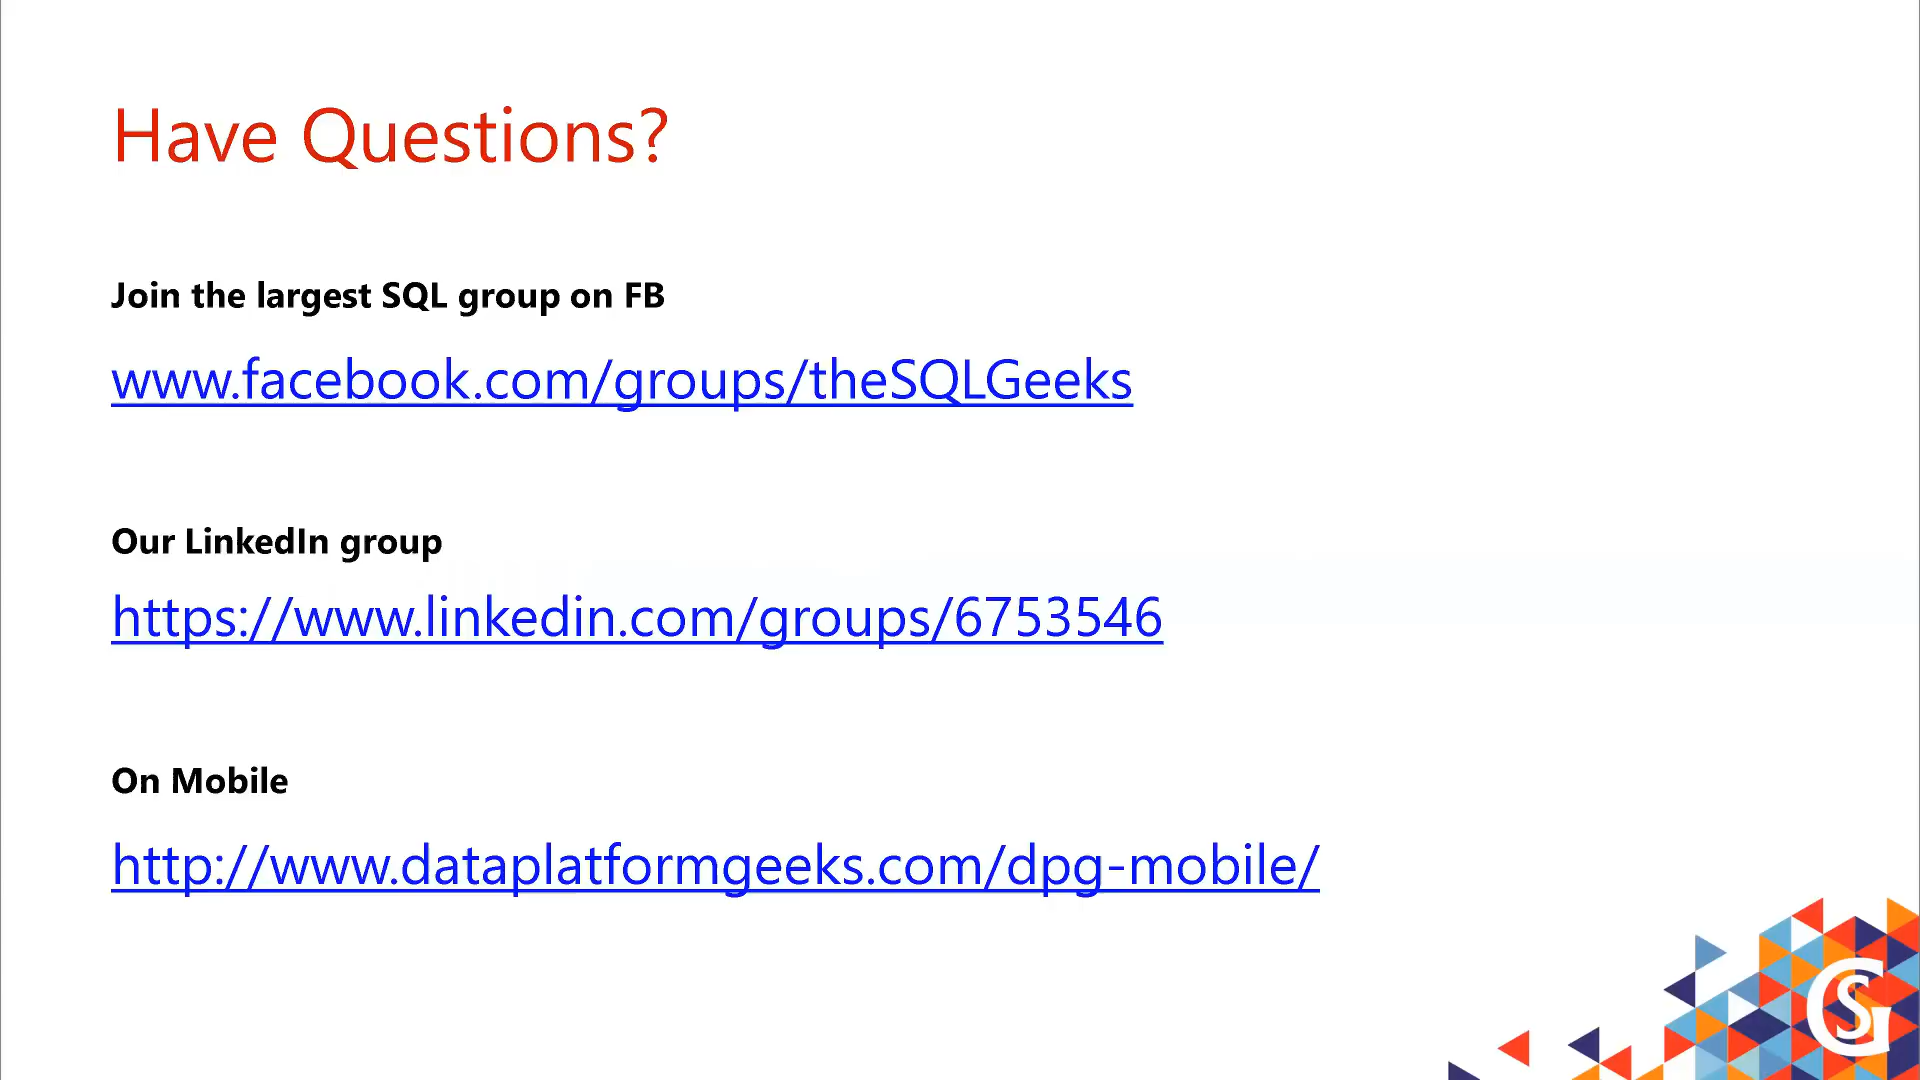 Have Questions?
Join the largest SQL group on FB
www.facebook.com/groups/theSQLGeeks
Our LinkedIn group
https://www.linkedin.com/groups/6753546
On Mobile
http://www.dataplatformgeeks.com/dpg-mobile/
GS